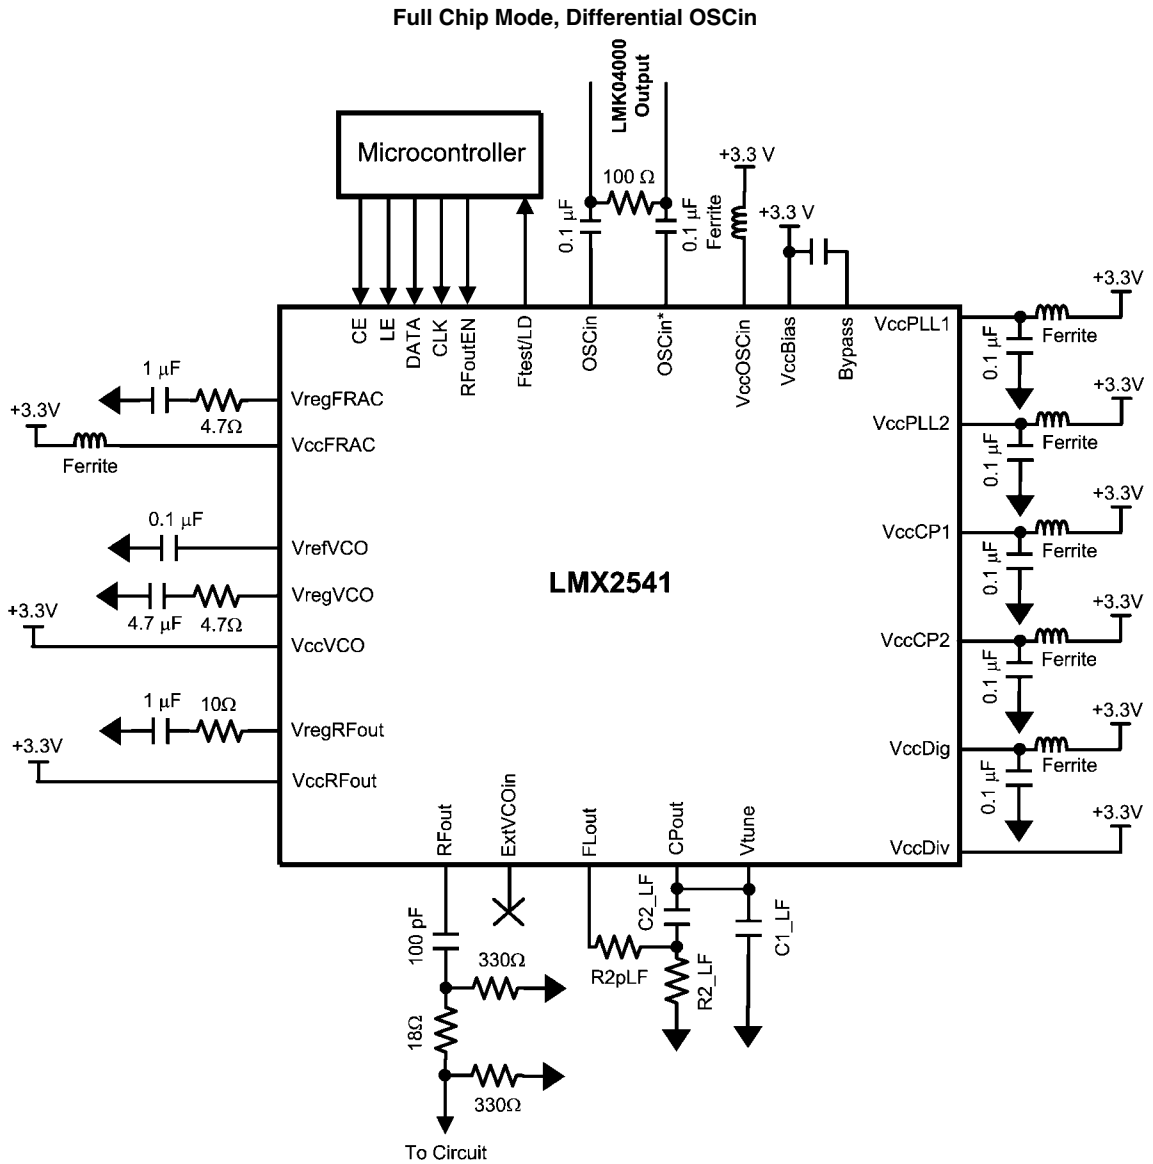 Full Chip Mode, Differential OSCin
LMK04000
Output
Microcontroller
100 Ω
0.1 µF
0.1 µF
+3.3 V
Ferrite
+3.3 V
CE
LE
DATA
CLK
RFoutEN
Ftest/LD
OSCin
OSCin*
VccOSCin
VccBias
Bypass
1 µF
4.7Ω
VregFRAC
+3.3V
Ferrite
VccFRAC
0.1 µF
VrefVCO
4.7 µF
4.7Ω
VregVCO
+3.3V
VccVCO
1 µF
10Ω
VregRFout
+3.3V
VccRFout
LMX2541
VccPLL1
+3.3V
Ferrite
0.1 µF
VccPLL2
+3.3V
Ferrite
0.1 µF
VccCP1
+3.3V
Ferrite
0.1 µF
VccCP2
+3.3V
Ferrite
0.1 µF
VccDig
+3.3V
Ferrite
0.1 µF
VccDiv
+3.3V
RFout
ExtVCOin
FLout
CPout
Vtune
100 pF
330Ω
18Ω
330Ω
To Circuit
R2pLF
C2_LF
R2_LF
C1_LF